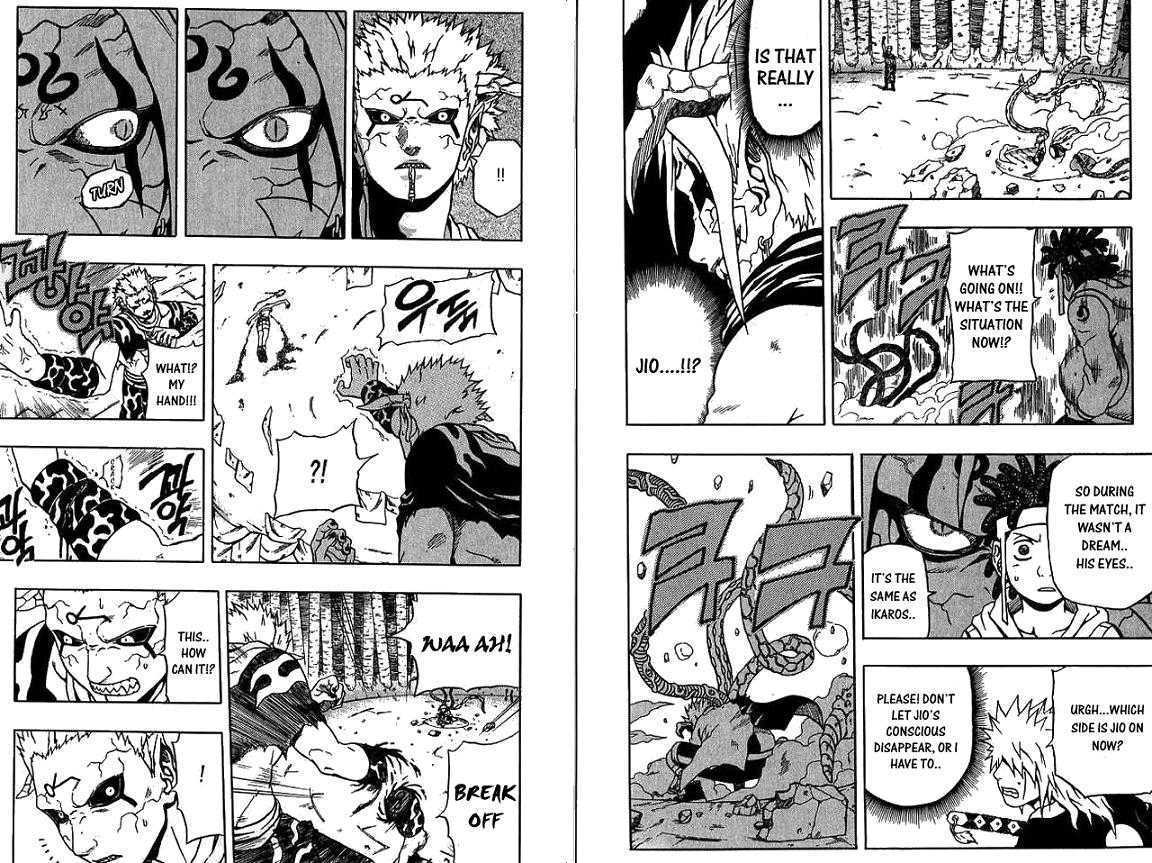 WHAT'S
GOING ON!!
WHAT'S THE
SITUATION
NOW!?
IS THAT
REALLY
...
JIO....!!?
SO DURING
THE MATCH, IT
WASN'T A
DREAM..
HIS EYES..
IT'S THE
SAME AS
IKAROS..
URGH...WHICH
SIDE IS JIO ON
NOW?
PLEASE! DON'T
LET JIO'S
CONSCIOUS
DISAPPEAR, OR I
HAVE TO..
!!
TURN
?!
WHAT!?
MY
HAND!!!
WAA AH!
!!
BREAK
OFF
THIS..
HOW
CAN IT!?
!